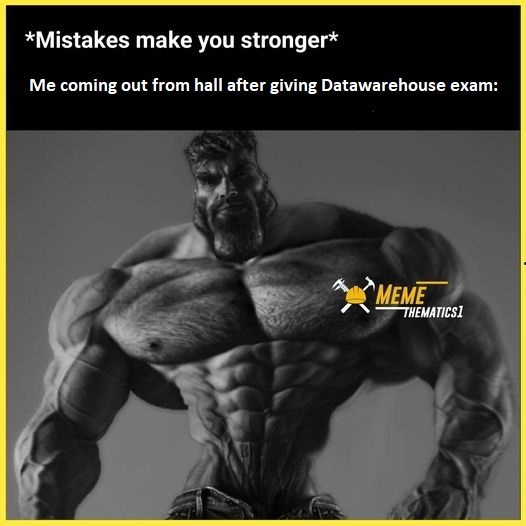 *Mistakes make you stronger*
Me coming out from hall after giving Datawarehouse exam:
MEME
THEMATICS1